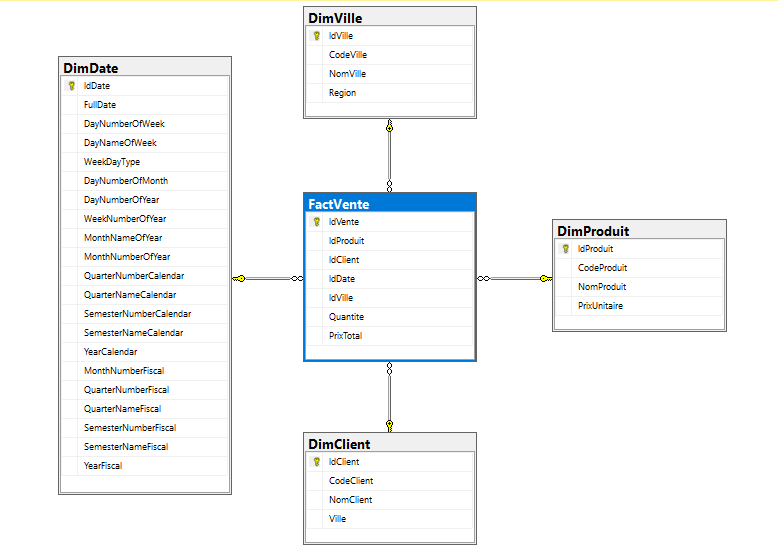 DimVille
IdVille
CodeVille
NomVille
Region
DimDate
IdDate
FullDate
DayNumberOfWeek
DayNameOfWeek
WeekDayType
DayNumberOfMonth
DayNumberOfYear
WeekNumberOfYear
MonthNameOfYear
MonthNumberOfYear
QuarterNumberCalendar
QuarterNameCalendar
SemesterNumberCalendar
SemesterNameCalendar
YearCalendar
MonthNumberFiscal
QuarterNumberFiscal
QuarterNameFiscal
SemesterNumberFiscal
SemesterNameFiscal
YearFiscal
FactVente
IdVente
IdProduit
IdClient
IdDate
IdVille
Quantite
PrixTotal
DimProduit
IdProduit
CodeProduit
NomProduit
PrixUnitaire
DimClient
IdClient
CodeClient
NomClient
Ville